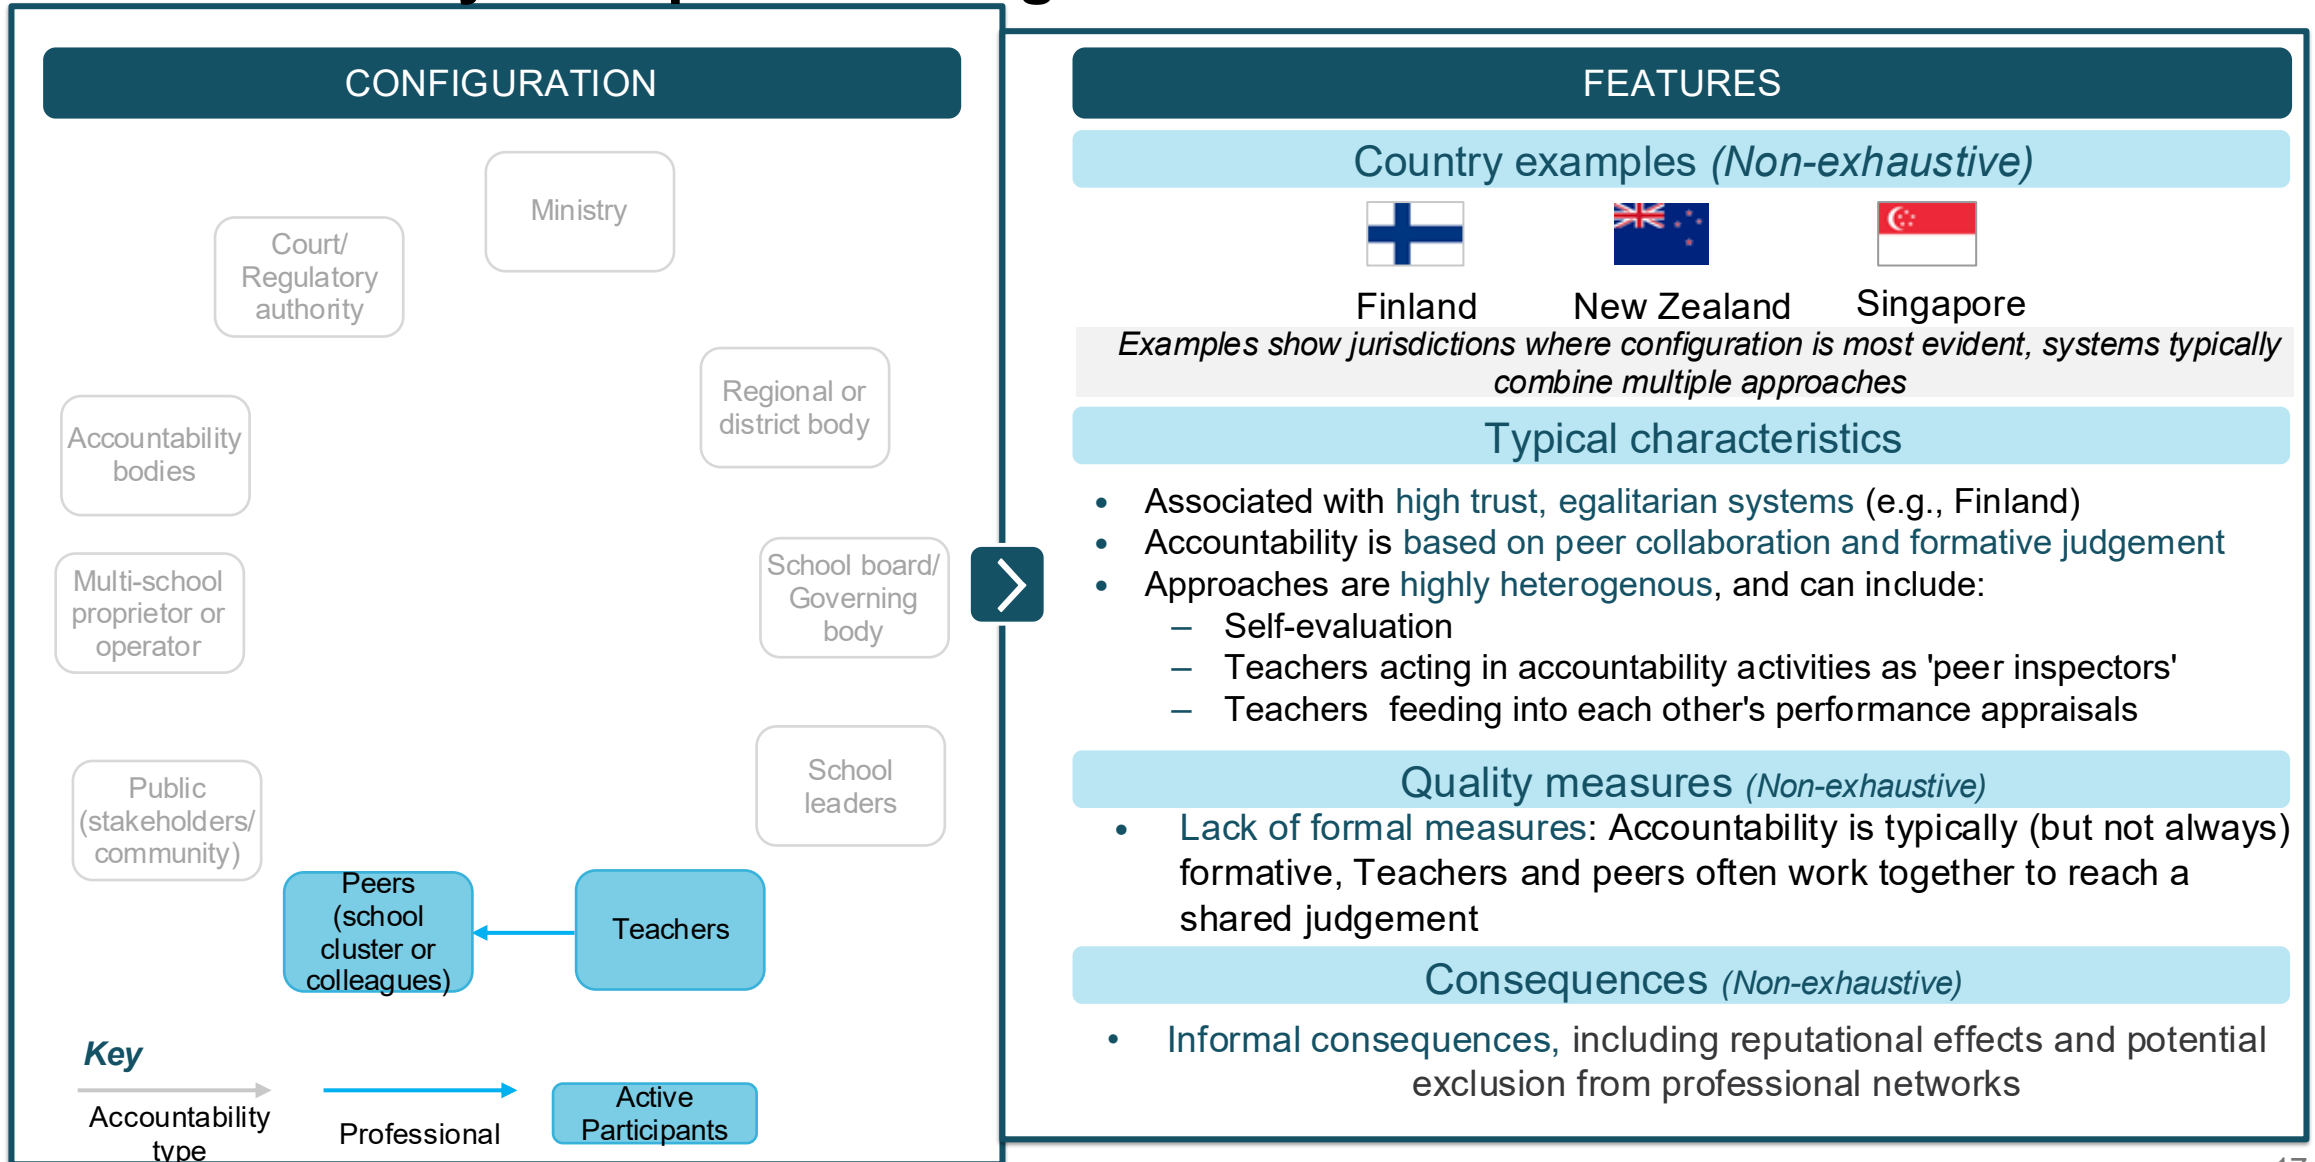 CONFIGURATION
Ministry
Court/
Regulatory
authority
Regional or
district body
Accountability
bodies
Multi-school
proprietor or
operator
School board/
Governing
body
School
leaders
Public
(stakeholders/
community)
Peers
(school
cluster or
colleagues)
Teachers
Key
Accountability
type
Professional
Active
Participants
FEATURES
Country examples (Non-exhaustive)
Finland
New Zealand
Singapore
Examples show jurisdictions where configuration is most evident, systems typically
combine multiple approaches
Typical characteristics
• Associated with high trust, egalitarian systems (e.g., Finland)
• Accountability is based on peer collaboration and formative judgement
• Approaches are highly heterogenous, and can include:
– Self-evaluation
– Teachers acting in accountability activities as 'peer inspectors'
– Teachers feeding into each other's performance appraisals
Quality measures (Non-exhaustive)
• Lack of formal measures: Accountability is typically (but not always)
formative, Teachers and peers often work together to reach a
shared judgement
Consequences (Non-exhaustive)
• Informal consequences, including reputational effects and potential
exclusion from professional networks